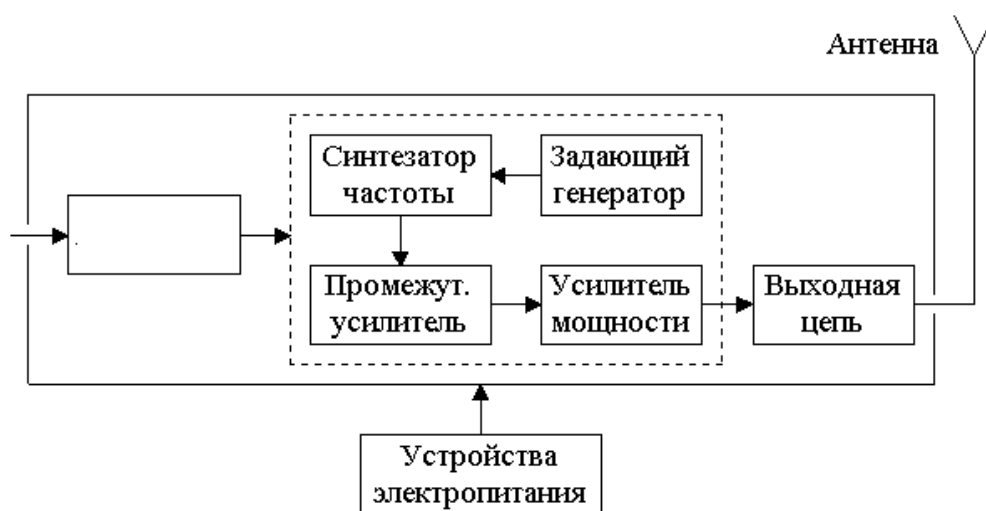 Антенна
Синтезатор
частоты
Задающий
генератор
Промежут.
усилитель
Усилитель
мощности
Выходная
цепь
Устройства
электропитания